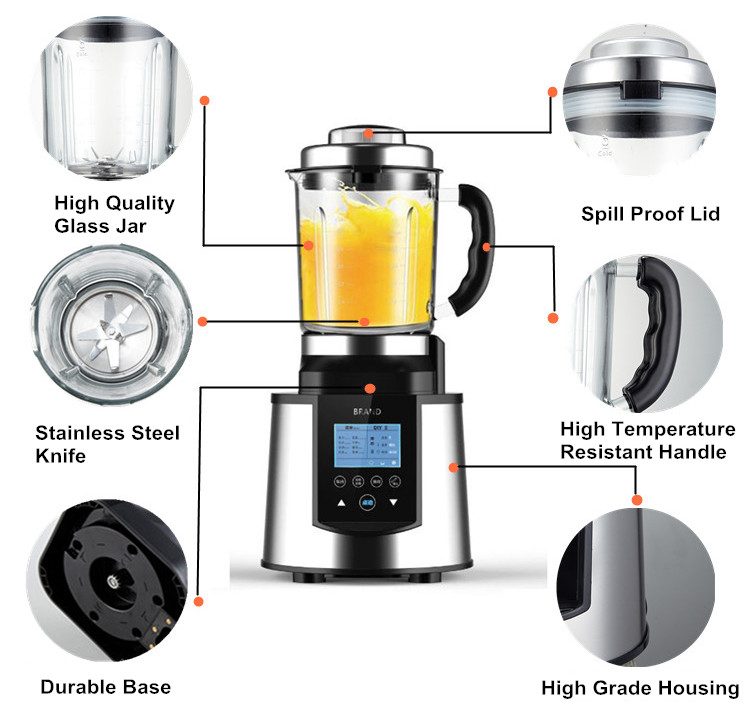 High Quality
Glass Jar
Spill Proof Lid
Stainless Steel
Knife
High Temperature
Resistant Handle
BRAND
Durable Base
High Grade Housing